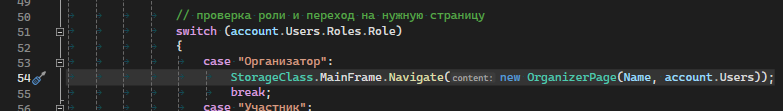 49
50 // проверка роли и переход на нужную страницу
51 switch (account.Users.Roles.Role)
52 {
53 case "Организатор":
54 StorageClass.MainFrame.Navigate(content: new OrganizerPage(Name, account.Users));
55 break;
56 case "Участник":